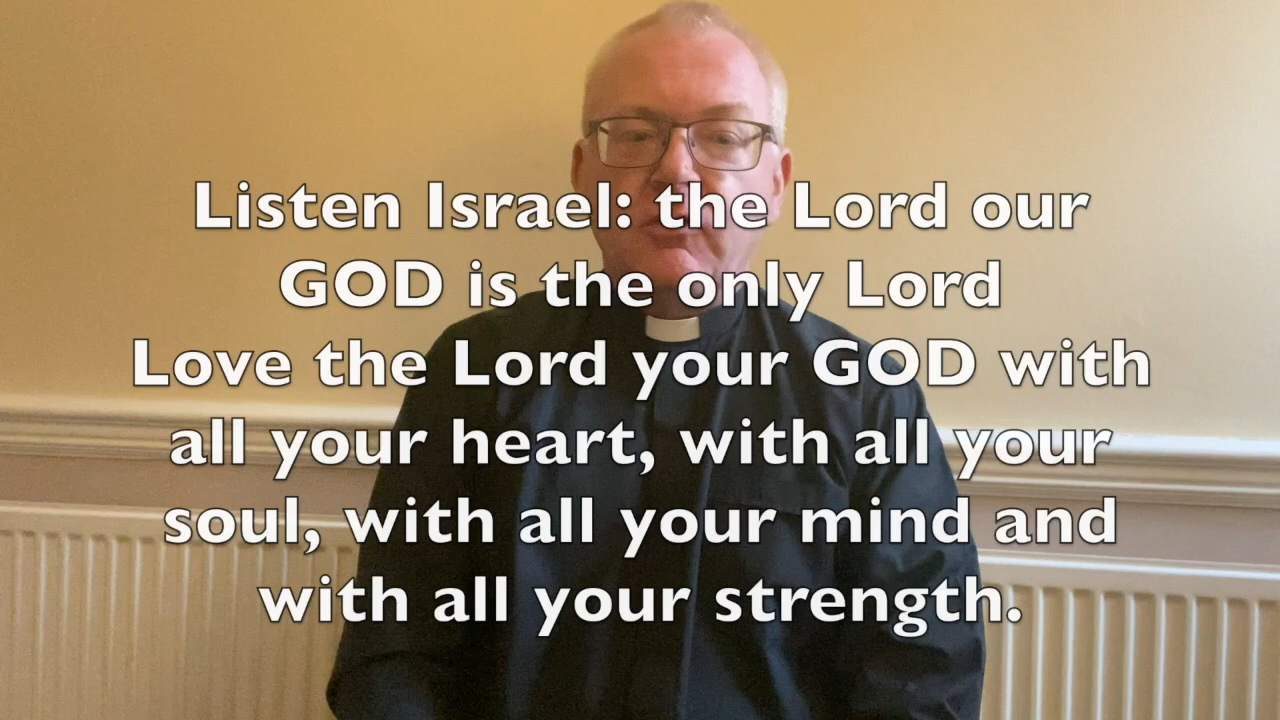 Listen Israel: the Lord our
GOD is the only Lord
Love the Lord your GOD with
all your heart, with all your
soul, with all your mind and
with all your strength.